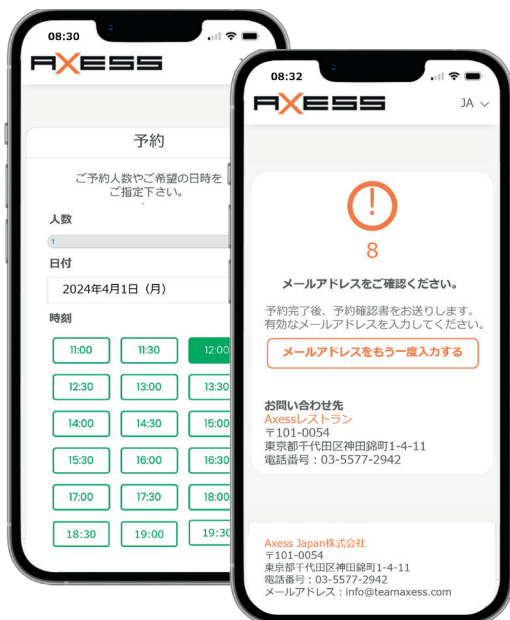 08:30
AXESS
予約
ご予約人数やご希望の日時を
ご指定下さい。
人数
1
日付
2024年4月1日（月）
時刻
11:00 11:30 12:00
12:30 13:00 13:30
14:00 14:30 15:00
15:30 16:00 16:30
17:00 17:30 18:00
18:30 19:00 19:30
08:32
AXESS JA
!
8
メールアドレスをご確認ください。
予約完了後、予約確認書をお送りします。
有効なメールアドレスを入力してください。
メールアドレスをもう一度入力する
お問い合わせ先
Axessレストラン
〒101-0054
東京都千代田区神田錦町1-4-11
電話番号：03-5577-2942
Axess Japan株式会社
〒101-0054
東京都千代田区神田錦町1-4-11
電話番号：03-5577-2942
メールアドレス：info@teamaxess.com